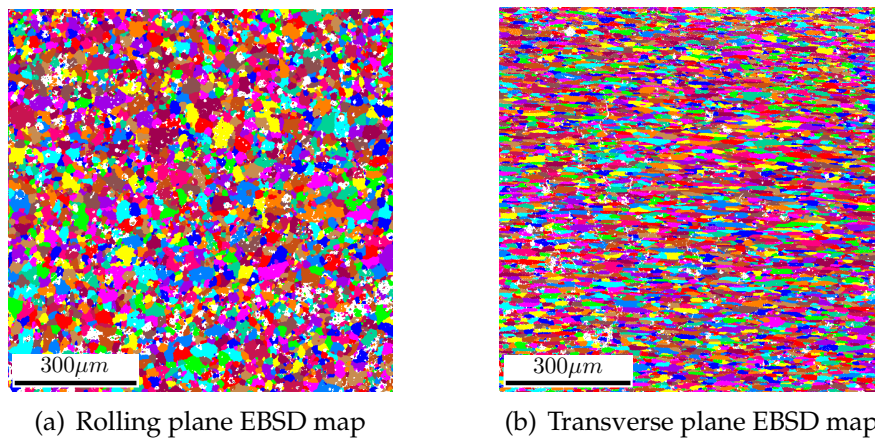 300μm
300μm
(a) Rolling plane EBSD map
(b) Transverse plane EBSD map